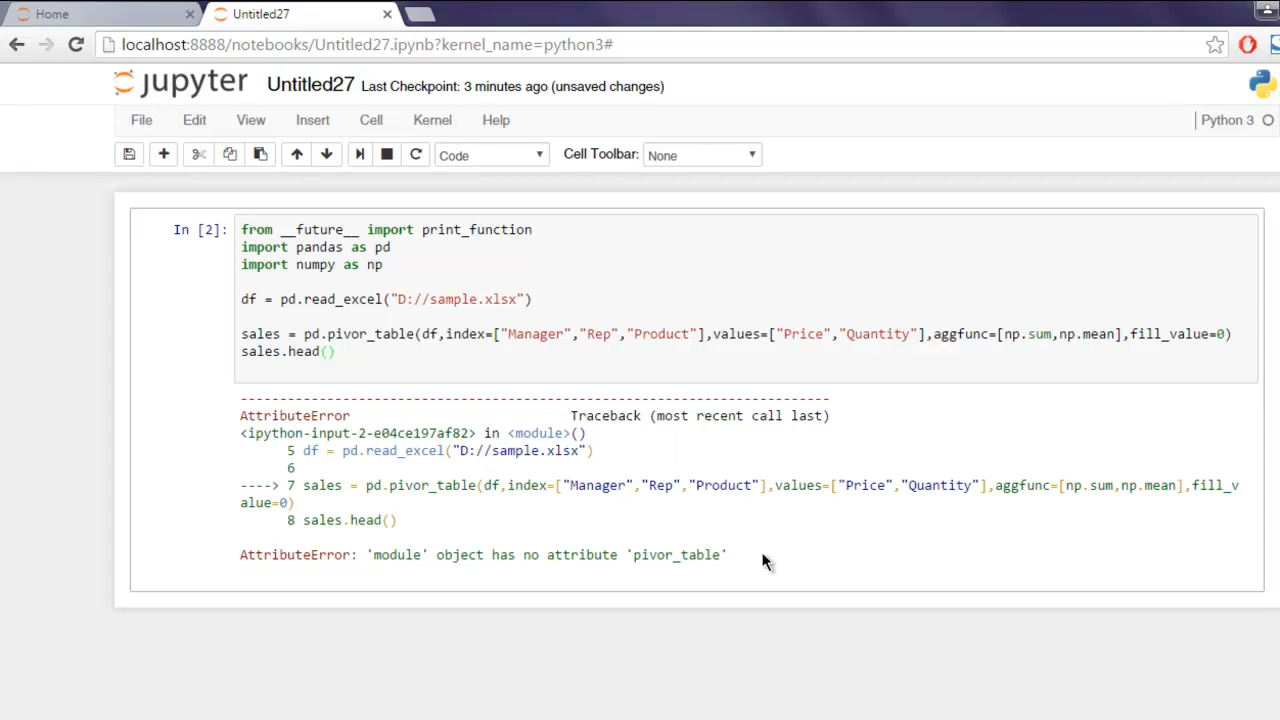 Home
Untitled27
localhost:8888/notebooks/Untitled27.ipynb?kernel_name=python3#
jupyter Untitled27 Last Checkpoint: 3 minutes ago (unsaved changes)
File Edit View Insert Cell Kernel Help Python 3
Code Cell Toolbar: None
In [2]: from __future__ import print_function
import pandas as pd
import numpy as np
df = pd.read_excel("D://sample.xlsx")
sales = pd.pivor_table(df,index=["Manager","Rep","Product"],values=["Price","Quantity"],aggfunc=[np.sum,np.mean],fill_value=0)
sales.head()
---------------------------------------------------------------------------
AttributeError Traceback (most recent call last)
<ipython-input-2-e04ce197af82> in <module>()
5 df = pd.read_excel("D://sample.xlsx")
6
----> 7 sales = pd.pivor_table(df,index=["Manager","Rep","Product"],values=["Price","Quantity"],aggfunc=[np.sum,np.mean],fill_v
alue=0)
8 sales.head()
AttributeError: 'module' object has no attribute 'pivor_table'